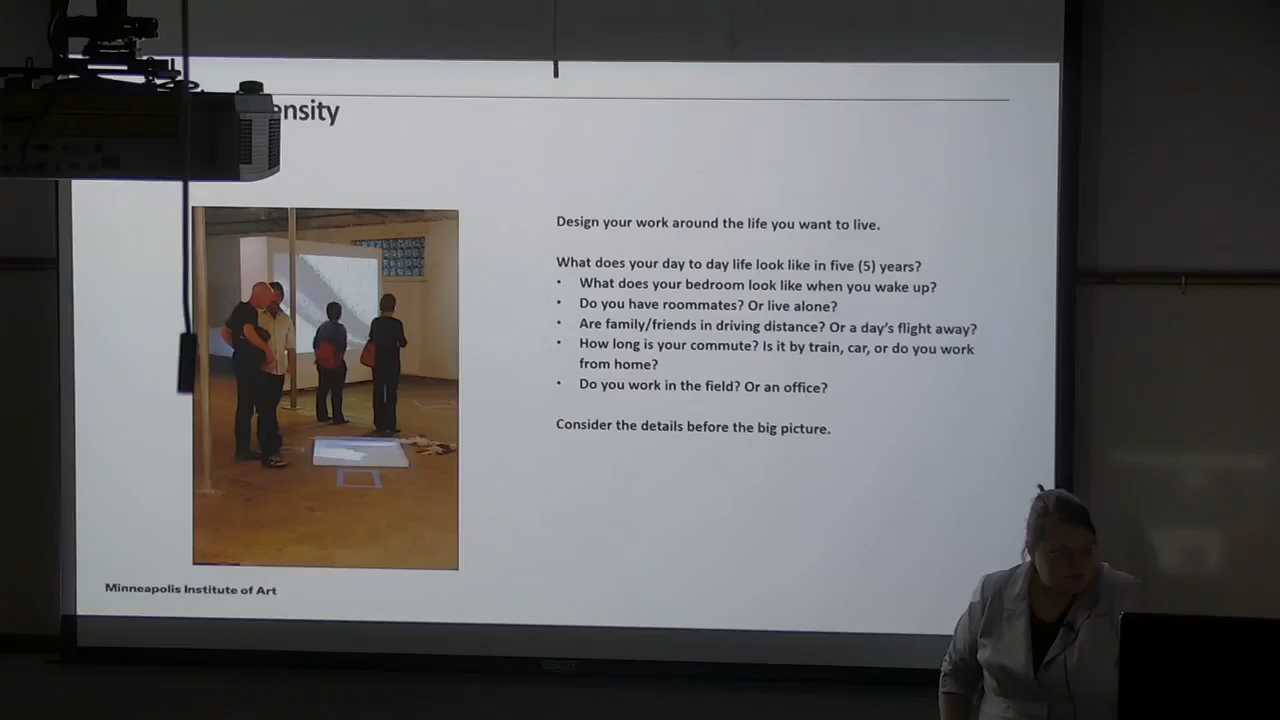 ensity
Design your work around the life you want to live.
What does your day to day life look like in five (5) years?
• What does your bedroom look like when you wake up?
• Do you have roommates? Or live alone?
• Are family/friends in driving distance? Or a day's flight away?
• How long is your commute? Is it by train, car, or do you work
from home?
• Do you work in the field? Or an office?
Consider the details before the big picture.
Minneapolis Institute of Art